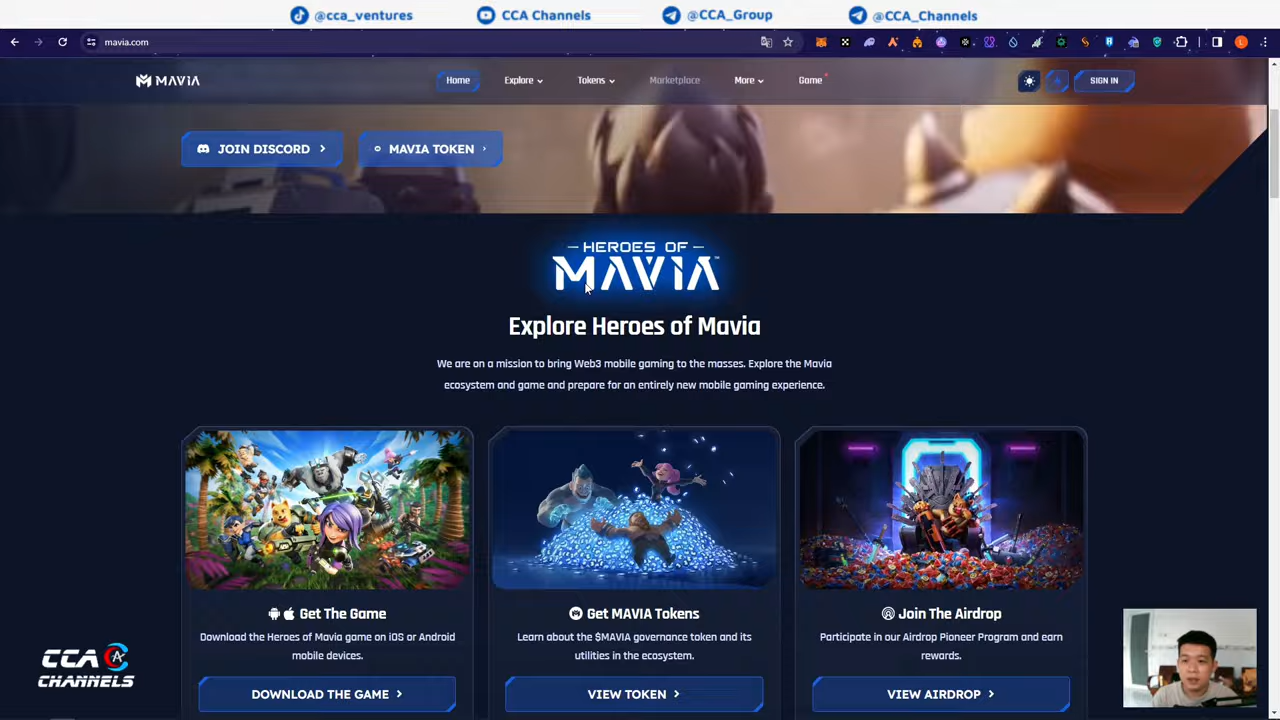 @cca_ventures
CCA Channels
@CCA_Group
@CCA_Channels
mavia.com
L
MAVIA
Home
Explore
Tokens
Marketplace
More
Game
SIGN IN
JOIN DISCORD
MAVIA TOKEN
HEROES OF
MAVIA™
Explore Heroes of Mavia
We are on a mission to bring Web3 mobile gaming to the masses. Explore the Mavia
ecosystem and game and prepare for an entirely new mobile gaming experience.
Get The Game
Download the Heroes of Mavia game on iOS or Android
mobile devices.
DOWNLOAD THE GAME
Get MAVIA Tokens
Learn about the $MAVIA governance token and its
utilities in the ecosystem.
VIEW TOKEN
Join The Airdrop
Participate in our Airdrop Pioneer Program and earn
rewards.
VIEW AIRDROP
CCA CA
CHANNELS